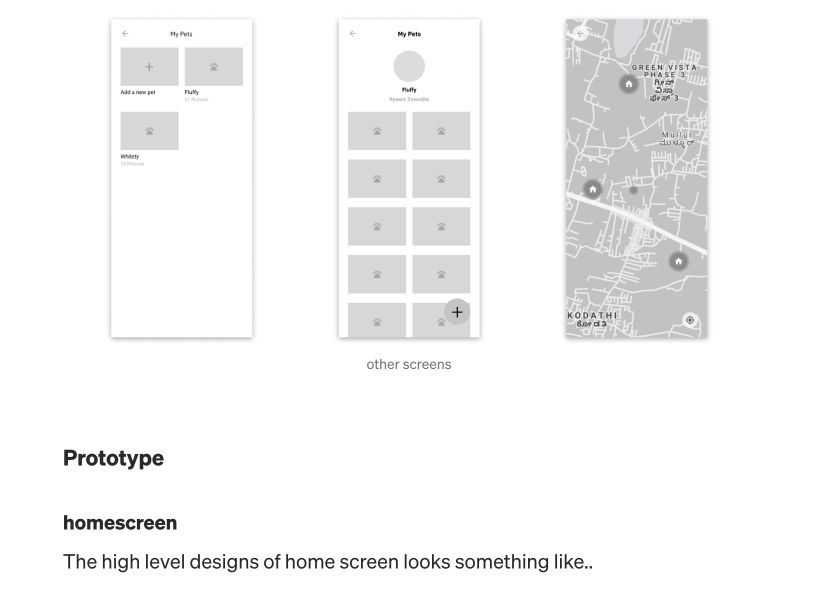 My Pets
Add a new pet
Fluffy
21 Pictures
Whitety
23 Pictures
My Pets
Fluffy
9years 2months
GREEN VISTA
PHASE 3
ಗ್ರೀನ್
ವಿಸ್ತಾ
ಫೇಸ್ 3
Mullur
ಮುಳ್ಳೂರ್
KODATHI
ಕೋಡತಿ
other screens
Prototype
homescreen
The high level designs of home screen looks something like..